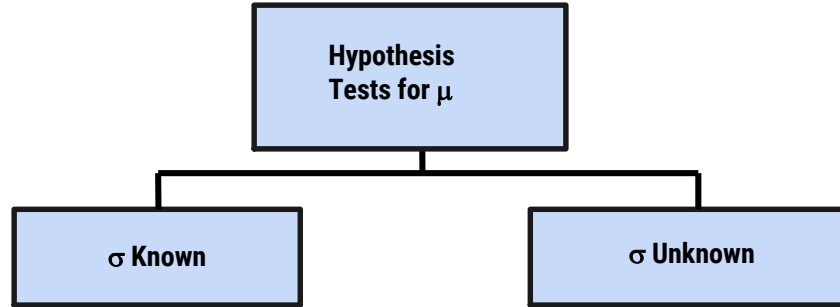 Hypothesis
Tests for μ
σ Known
σ Unknown